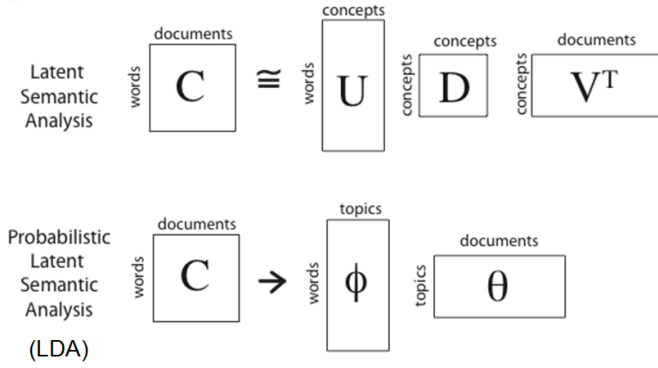 documents
Latent
Semantic
Analysis
words
C
≅
concepts
words
U
concepts
concepts
D
documents
concepts
Vᵀ
Probabilistic
Latent
Semantic
Analysis
(LDA)
documents
words
C
→
topics
words
ϕ
documents
topics
θ